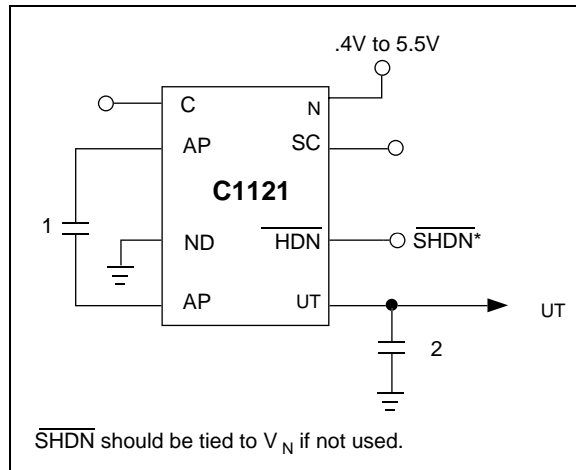 .4V to 5.5V
C
N
AP
SC
C1121
1
ND
HDN
SHDN*
AP
UT
UT
2
SHDN should be tied to V N if not used.